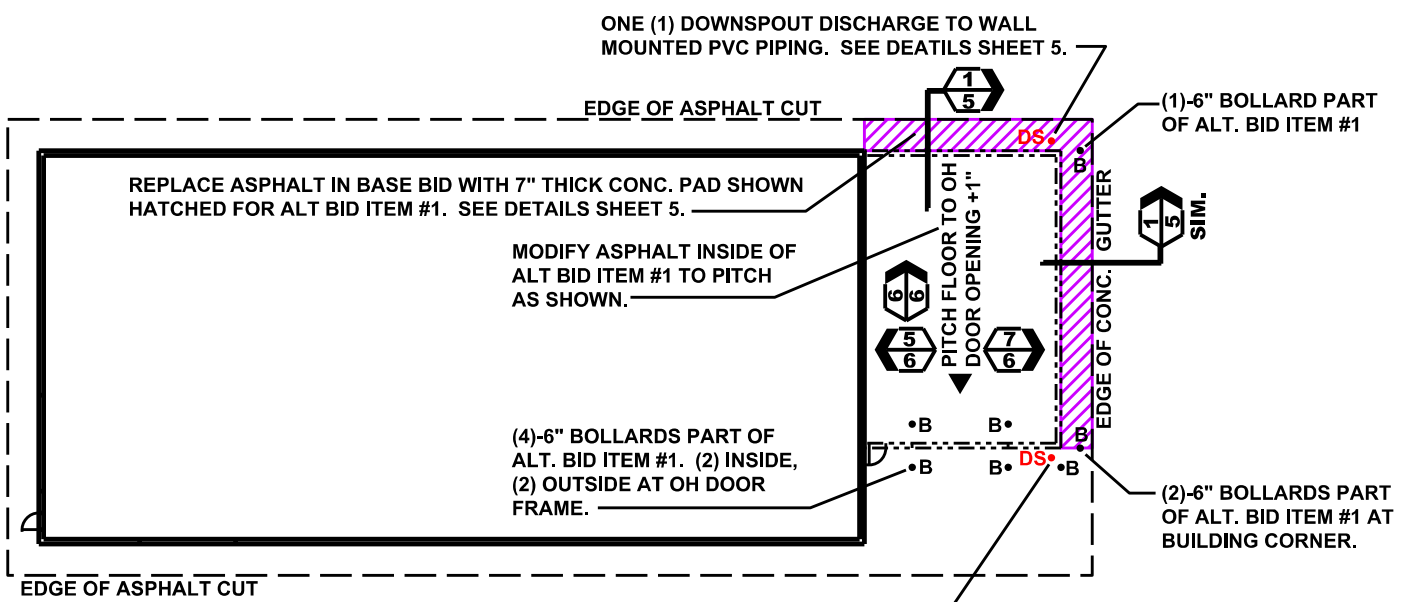 ONE (1) DOWNSPOUT DISCHARGE TO WALL
MOUNTED PVC PIPING. SEE DEATILS SHEET 5.
1
5
EDGE OF ASPHALT CUT
(1)-6" BOLLARD PART
OF ALT. BID ITEM #1
DS
B
REPLACE ASPHALT IN BASE BID WITH 7" THICK CONC. PAD SHOWN
HATCHED FOR ALT BID ITEM #1. SEE DETAILS SHEET 5.
PITCH FLOOR TO OH
DOOR OPENING +1"
EDGE OF CONC. GUTTER
1
5
SIM.
MODIFY ASPHALT INSIDE OF
ALT BID ITEM #1 TO PITCH
AS SHOWN.
6
6
5
6
7
6
(4)-6" BOLLARDS PART OF
ALT. BID ITEM #1. (2) INSIDE,
(2) OUTSIDE AT OH DOOR
FRAME.
B
B
B
B
B
DS
B
(2)-6" BOLLARDS PART
OF ALT. BID ITEM #1 AT
BUILDING CORNER.
EDGE OF ASPHALT CUT